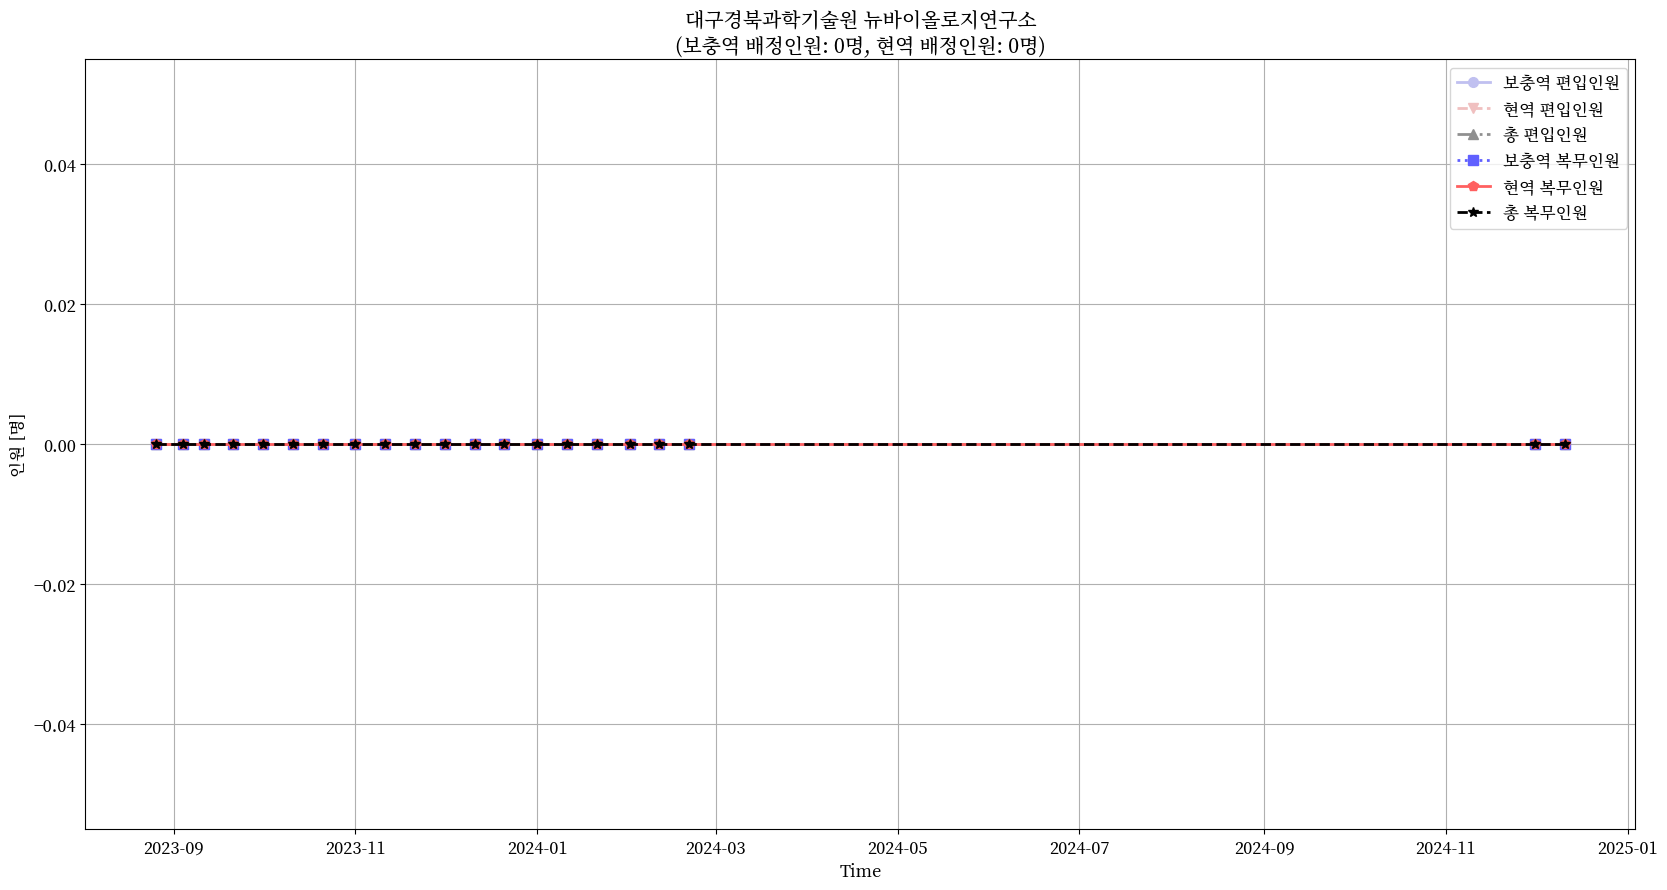 대구경북과학기술원 뉴바이올로지연구소
(보충역 배정인원: 0명, 현역 배정인원: 0명)
보충역 편입인원
현역 편입인원
총 편입인원
보충역 복무인원
현역 복무인원
총 복무인원
인원 [명]
0.04
0.02
0.00
−0.02
−0.04
2023-09
2023-11
2024-01
2024-03
2024-05
2024-07
2024-09
2024-11
2025-01
Time